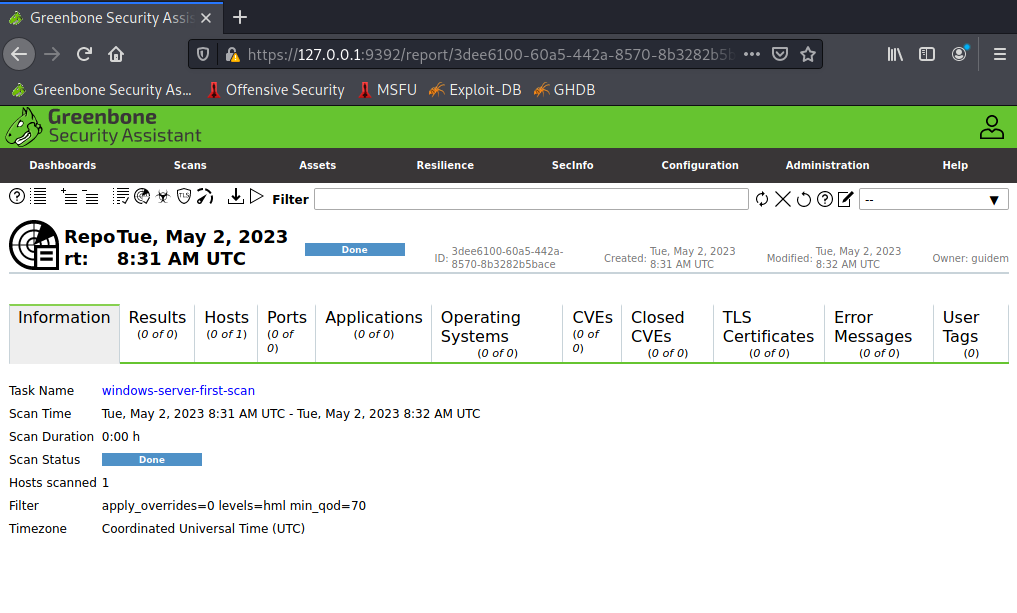 Greenbone Security Assis
https://127.0.0.1:9392/report/3dee6100-60a5-442a-8570-8b3282b5b
Greenbone Security As...
Offensive Security
MSFU
Exploit-DB
GHDB
Greenbone
Security Assistant
Dashboards
Scans
Assets
Resilience
SecInfo
Configuration
Administration
Help
TLS
Filter
--
Report:
Tue, May 2, 2023
8:31 AM UTC
Done
ID: 3dee6100-60a5-442a-
8570-8b3282b5bace
Created: Tue, May 2, 2023
8:31 AM UTC
Modified: Tue, May 2, 2023
8:32 AM UTC
Owner: guidem
Information
Results
(0 of 0)
Hosts
(0 of 1)
Ports
(0 of
0)
Applications
(0 of 0)
Operating
Systems
(0 of 0)
CVEs
(0 of
0)
Closed
CVEs
(0 of 0)
TLS
Certificates
(0 of 0)
Error
Messages
(0 of 0)
User
Tags
(0)
Task Name windows-server-first-scan
Scan Time Tue, May 2, 2023 8:31 AM UTC - Tue, May 2, 2023 8:32 AM UTC
Scan Duration 0:00 h
Scan Status Done
Hosts scanned 1
Filter apply_overrides=0 levels=hml min_qod=70
Timezone Coordinated Universal Time (UTC)